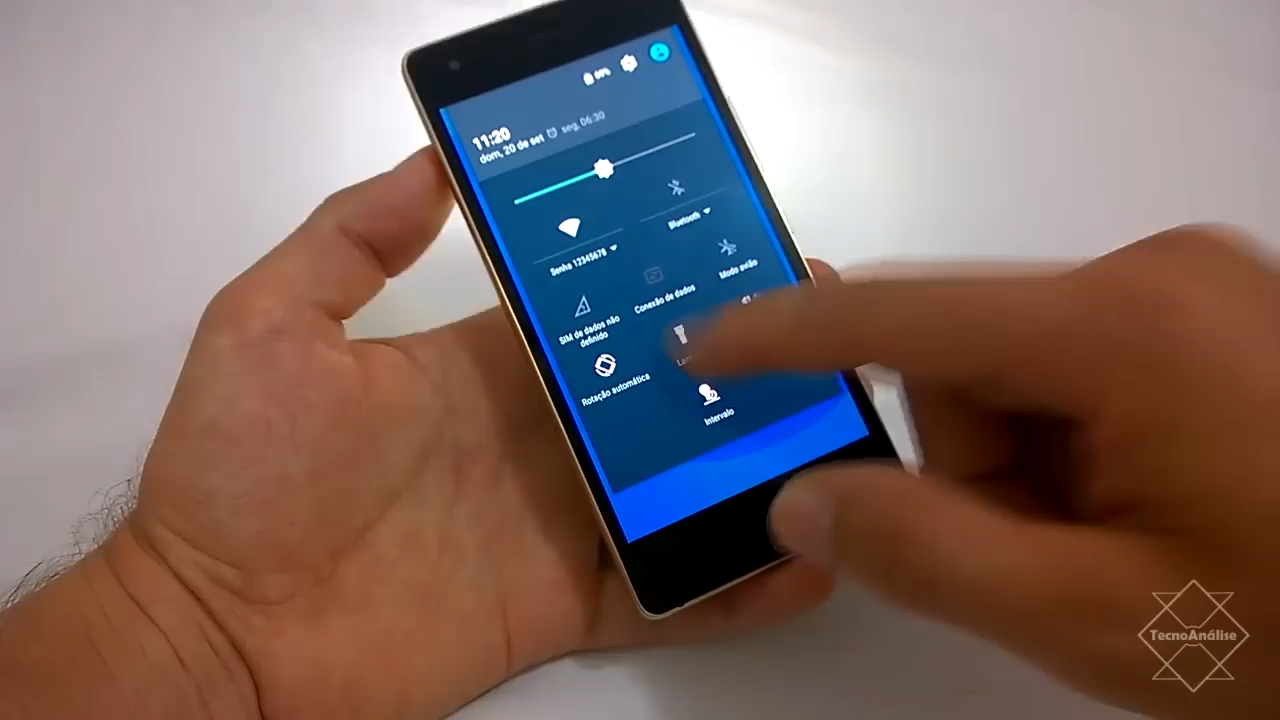 66%
11:20
dom, 20 de set seg, 06:30
Bluetooth
Senha 12345678
Modo avião
Conexão de dados
SIM de dados não
definido
Rotação automática
Intervalo
TecnoAnálise